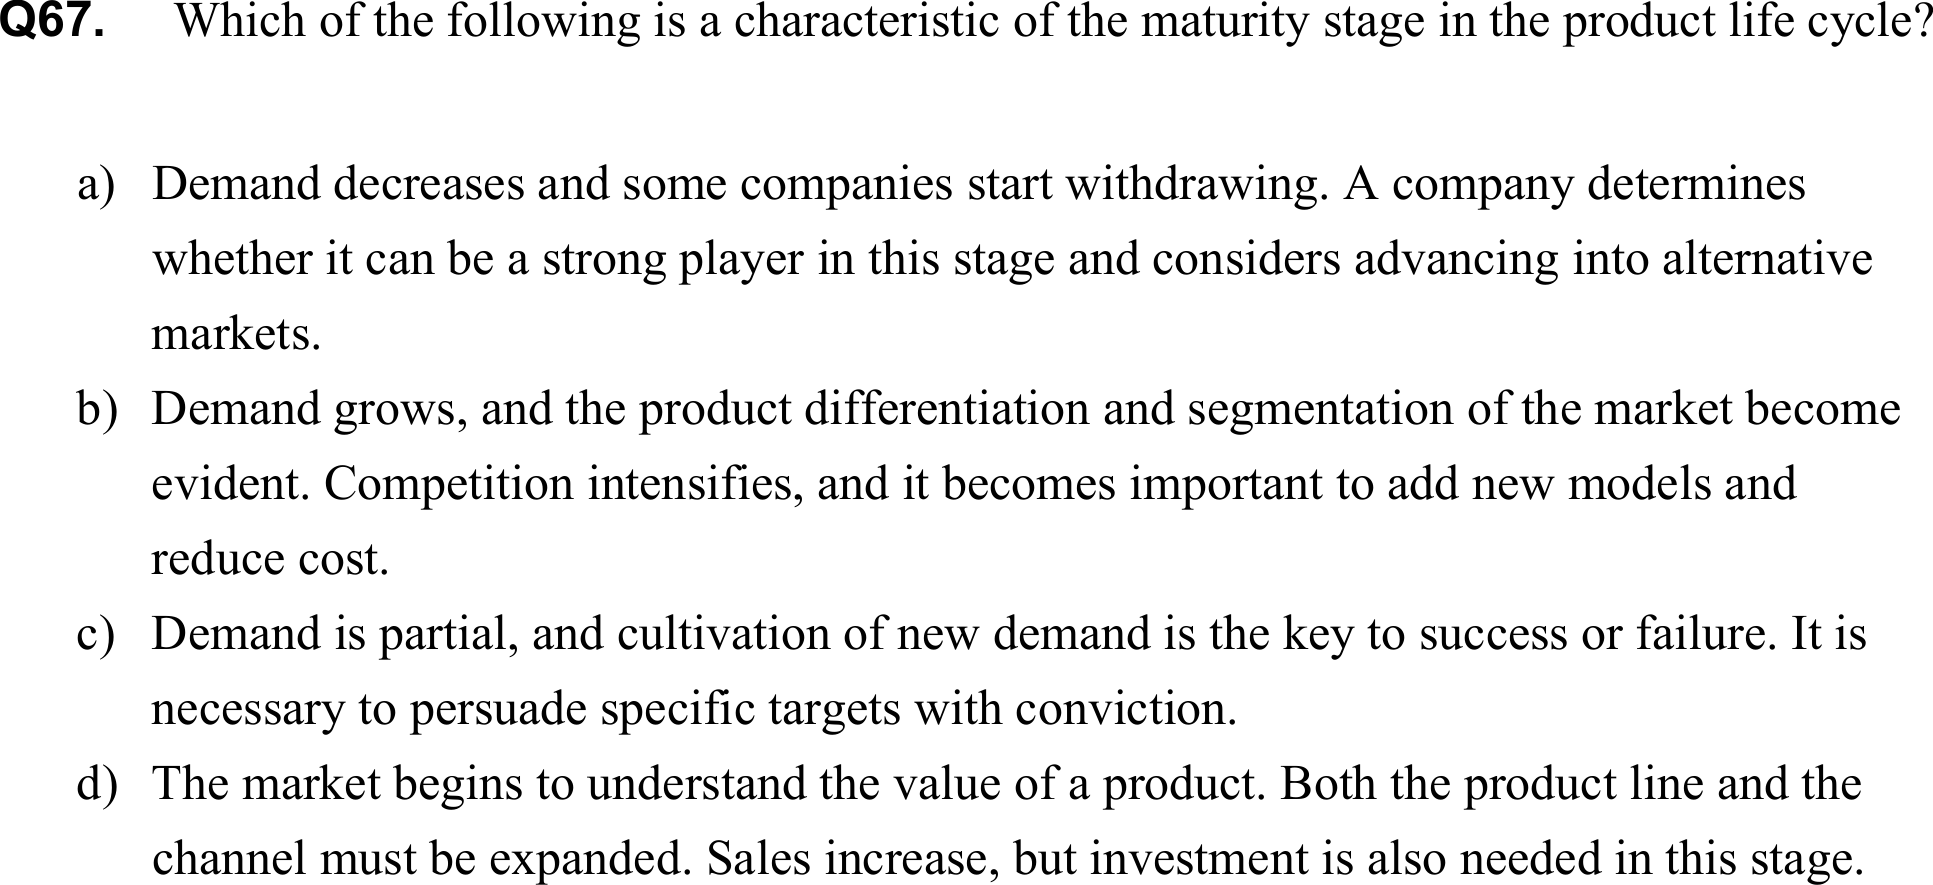 Q67. Which of the following is a characteristic of the maturity stage in the product life cycle?
a) Demand decreases and some companies start withdrawing. A company determines
whether it can be a strong player in this stage and considers advancing into alternative
markets.
b) Demand grows, and the product differentiation and segmentation of the market become
evident. Competition intensifies, and it becomes important to add new models and
reduce cost.
c) Demand is partial, and cultivation of new demand is the key to success or failure. It is
necessary to persuade specific targets with conviction.
d) The market begins to understand the value of a product. Both the product line and the
channel must be expanded. Sales increase, but investment is also needed in this stage.